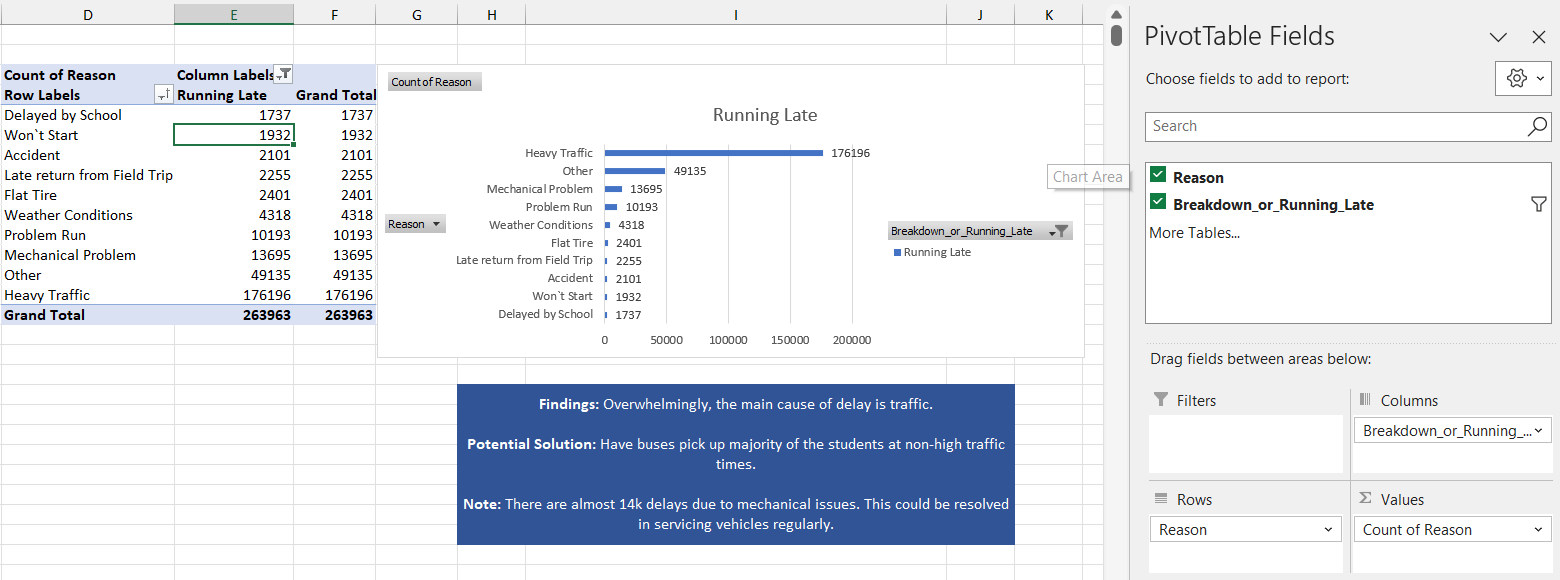 D E F G H I J K
Count of Reason Column Labels
Row Labels Running Late Grand Total
Delayed by School 1737 1737
Won`t Start 1932 1932
Accident 2101 2101
Late return from Field Trip 2255 2255
Flat Tire 2401 2401
Weather Conditions 4318 4318
Problem Run 10193 10193
Mechanical Problem 13695 13695
Other 49135 49135
Heavy Traffic 176196 176196
Grand Total 263963 263963
Count of Reason
Running Late
Heavy Traffic 176196
Other 49135
Mechanical Problem 13695
Problem Run 10193
Weather Conditions 4318
Flat Tire 2401
Late return from Field Trip 2255
Accident 2101
Won`t Start 1932
Delayed by School 1737
0 50000 100000 150000 200000
Reason
Breakdown_or_Running_Late
Running Late
Chart Area
Findings: Overwhelmingly, the main cause of delay is traffic.
Potential Solution: Have buses pick up majority of the students at non-high traffic
times.
Note: There are almost 14k delays due to mechanical issues. This could be resolved
in servicing vehicles regularly.
PivotTable Fields
Choose fields to add to report:
Search
Reason
Breakdown_or_Running_Late
More Tables...
Drag fields between areas below:
Filters
Columns
Breakdown_or_Running_...
Rows
Σ Values
Reason
Count of Reason